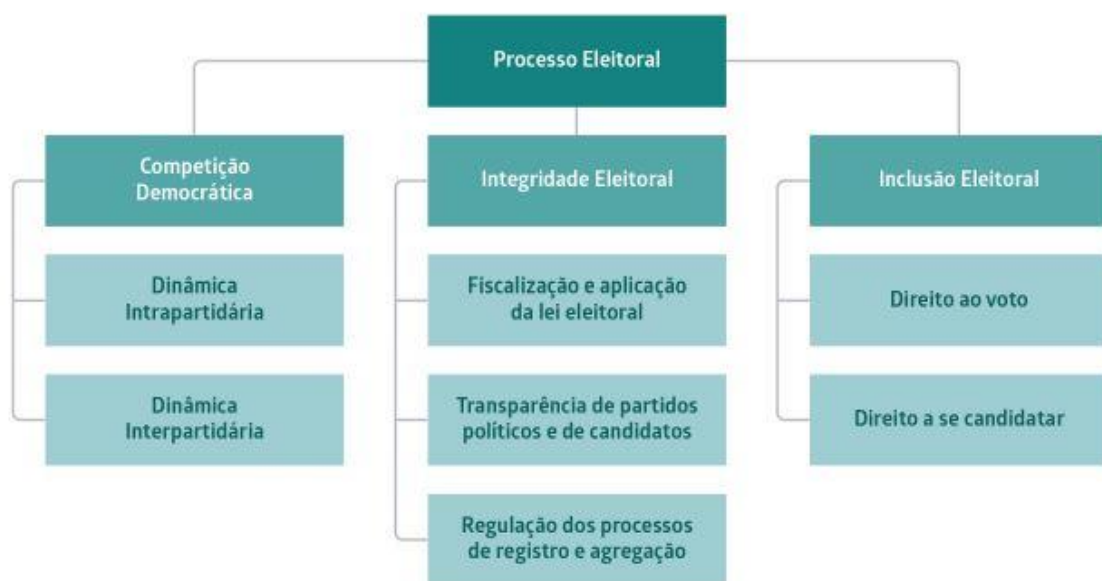 Processo Eleitoral
Competição
Democrática
Dinâmica
Intrapartidária
Dinâmica
Interpartidária
Integridade Eleitoral
Fiscalização e aplicação
da lei eleitoral
Transparência de partidos
políticos e de candidatos
Regulação dos processos
de registro e agregação
Inclusão Eleitoral
Direito ao voto
Direito a se candidatar